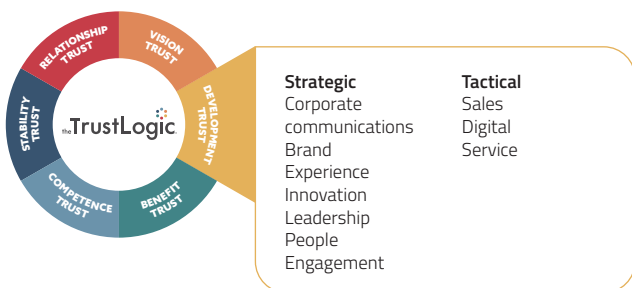 RELATIONSHIP
TRUST
VISION
TRUST
DEVELOPMENT
TRUST
BENEFIT
TRUST
COMPETENCE
TRUST
STABILITY
TRUST
the TrustLogic
Strategic
Corporate
communications
Brand
Experience
Innovation
Leadership
People
Engagement
Tactical
Sales
Digital
Service